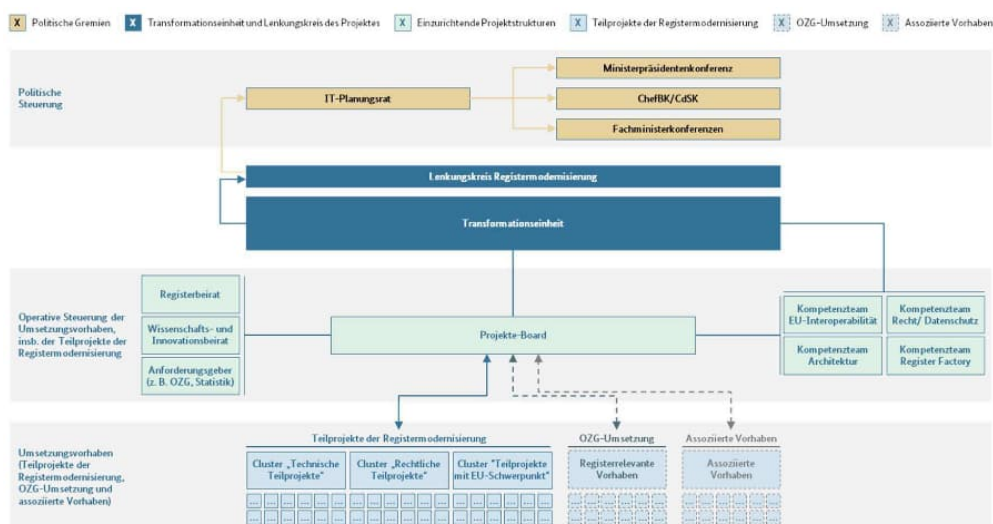 X Politische Gremien
X Transformationseinheit und Lenkungskreis des Projektes
X Einzurichtende Projektstrukturen
X Teilprojekte der Registermodernisierung
X OZG-Umsetzung
X Assoziierte Vorhaben
Politische
Steuerung
IT-Planungsrat
Ministerpräsidentenkonferenz
ChefBK/CdSK
Fachministerkonferenzen
Lenkungskreis Registermodernisierung
Transformationseinheit
Operative Steuerung der
Umsetzungsvorhaben,
insb. der Teilprojekte der
Registermodernisierung
Registerbeirat
Wissenschafts- und
Innovationsbeirat
Anforderungsgeber
(z. B. OZG, Statistik)
Projekte-Board
Kompetenzteam
EU-Interoperabilität
Kompetenzteam
Recht/ Datenschutz
Kompetenzteam
Architektur
Kompetenzteam
Register Factory
Umsetzungsvorhaben
(Teilprojekte der
Registermodernisierung,
OZG-Umsetzung und
assoziierte Vorhaben)
Teilprojekte der Registermodernisierung
Cluster „Technische
Teilprojekte"
Cluster „Rechtliche
Teilprojekte"
Cluster "Teilprojekte
mit EU-Schwerpunkt"
OZG-Umsetzung
Registerrelevante
Vorhaben
Assoziierte Vorhaben
Assoziierte
Vorhaben
... ... ... ... ... ... ... ... ... ... ... ... ... ... ... ... ... ... ... ... ... ... ... ... ...
... ... ... ... ... ... ... ... ... ... ... ... ... ... ... ... ... ... ... ... ... ... ... ... ...